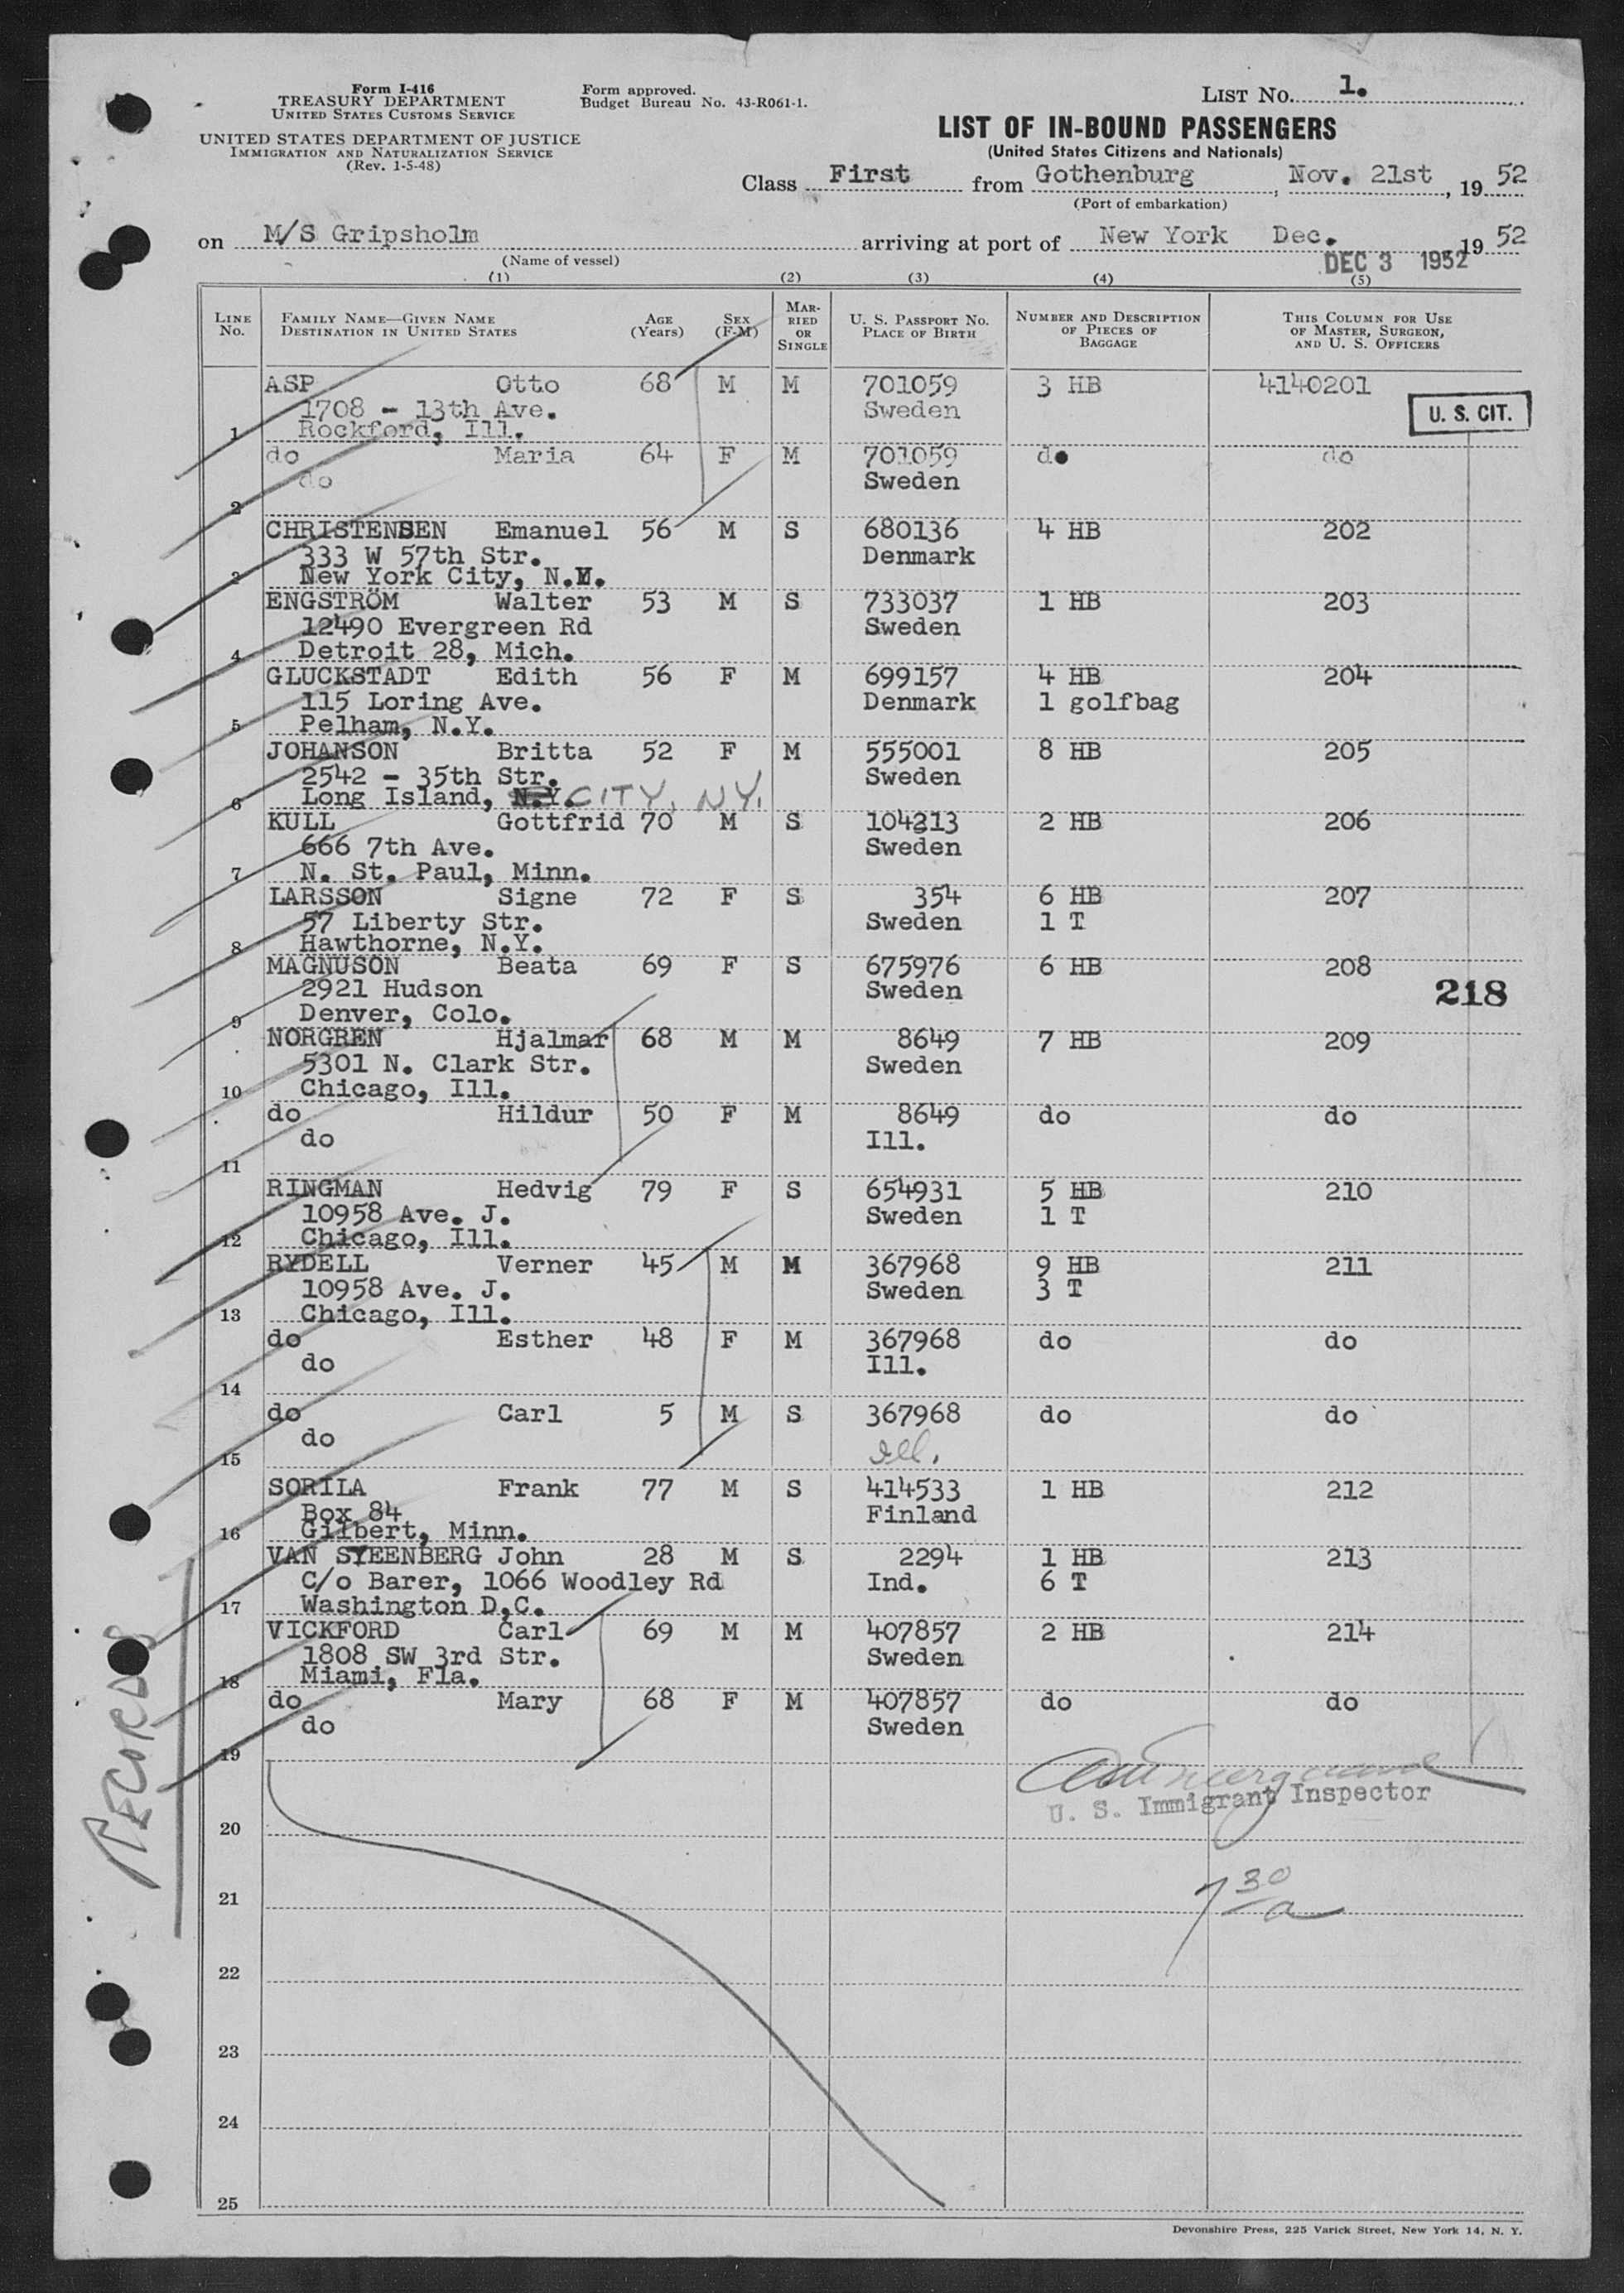 Form I-416
TREASURY DEPARTMENT
UNITED STATES CUSTOMS SERVICE
UNITED STATES DEPARTMENT OF JUSTICE
IMMIGRATION AND NATURALIZATION SERVICE
(Rev. 1-5-48)
Form approved.
Budget Bureau No. 43-R061-1.
LIST No. 1.
LIST OF IN-BOUND PASSENGERS
(United States Citizens and Nationals)
Class First from Gothenburg, Nov. 21st, 19 52
(Port of embarkation)
on M/S Gripsholm arriving at port of New York Dec. 19 52
(Name of vessel) DEC 3 1952
(1) (2) (3) (4) (5)
LINE No. FAMILY NAME—GIVEN NAME DESTINATION IN UNITED STATES AGE (Years) SEX (F-M) MARRIED OR SINGLE U. S. PASSPORT No. PLACE OF BIRTH NUMBER AND DESCRIPTION OF PIECES OF BAGGAGE THIS COLUMN FOR USE OF MASTER, SURGEON, AND U. S. OFFICERS
ASP Otto 68 M M 701059 3 HB 4140201
1708 - 13th Ave. Sweden U. S. CIT.
1 Rockford, Ill.
do Maria 64 F M 701059 do do
do Sweden
2
CHRISTENSEN Emanuel 56 M S 680136 4 HB 202
333 W 57th Str. Denmark
3 New York City, N.Y.
ENGSTRÖM Walter 53 M S 733037 1 HB 203
12490 Evergreen Rd Sweden
4 Detroit 28, Mich.
GLUCKSTADT Edith 56 F M 699157 4 HB 204
115 Loring Ave. Denmark 1 golfbag
5 Pelham, N.Y.
JOHANSON Britta 52 F M 555001 8 HB 205
2542 - 35th Str. Sweden
6 Long Island, N.Y. CITY, NY.
KULL Gottfrid 70 M S 104313 2 HB 206
666 7th Ave. Sweden
7 N. St. Paul, Minn.
LARSSON Signe 72 F S 354 6 HB 207
57 Liberty Str. Sweden 1 T
8 Hawthorne, N.Y.
MAGNUSON Beata 69 F S 675976 6 HB 208
2921 Hudson Sweden 218
9 Denver, Colo.
NORGREN Hjalmar 68 M M 8649 7 HB 209
5301 N. Clark Str. Sweden
10 Chicago, Ill.
do Hildur 50 F M 8649 do do
do Ill.
11
RINGMAN Hedvig 79 F S 654931 5 HB 210
10958 Ave. J. Sweden 1 T
12 Chicago, Ill.
RYDELL Verner 45 M M 367968 9 HB 211
10958 Ave. J. Sweden 3 T
13 Chicago, Ill.
do Esther 48 F M 367968 do do
do Ill.
14
do Carl 5 M S 367968 do do
do Ill.
15
SORILA Frank 77 M S 414533 1 HB 212
Box 84 Finland
16 Gilbert, Minn.
VAN STEENBERG John 28 M S 2294 1 HB 213
C/o Barer, 1066 Woodley Rd Ind. 6 T
17 Washington D,C.
VICKFORD Carl 69 M M 407857 2 HB 214
1808 SW 3rd Str. Sweden
18 Miami, Fla.
do Mary 68 F M 407857 do do
do Sweden
19
U. S. Immigrant Inspector
20
7 30 a
21
22
23
24
25
RECORDS
Devonshire Press, 225 Varick Street, New York 14, N. Y.